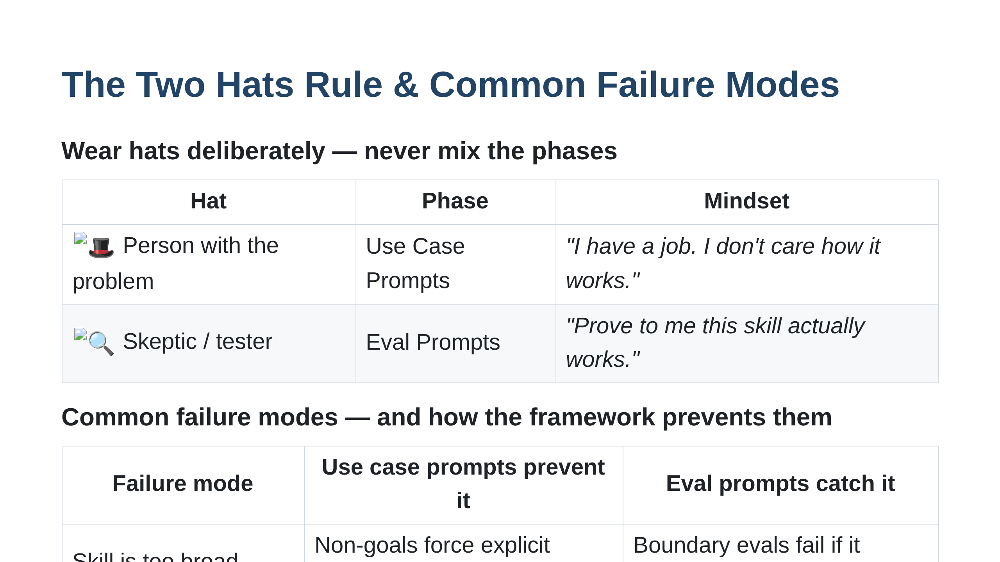 The Two Hats Rule & Common Failure Modes
Wear hats deliberately — never mix the phases
Hat
Phase
Mindset
🎩 Person with the
problem
Use Case
Prompts
"I have a job. I don't care how it
works."
🔍 Skeptic / tester
Eval Prompts
"Prove to me this skill actually
works."
Common failure modes — and how the framework prevents them
Failure mode
Use case prompts prevent
it
Eval prompts catch it
Skill is too broad
Non-goals force explicit
Boundary evals fail if it